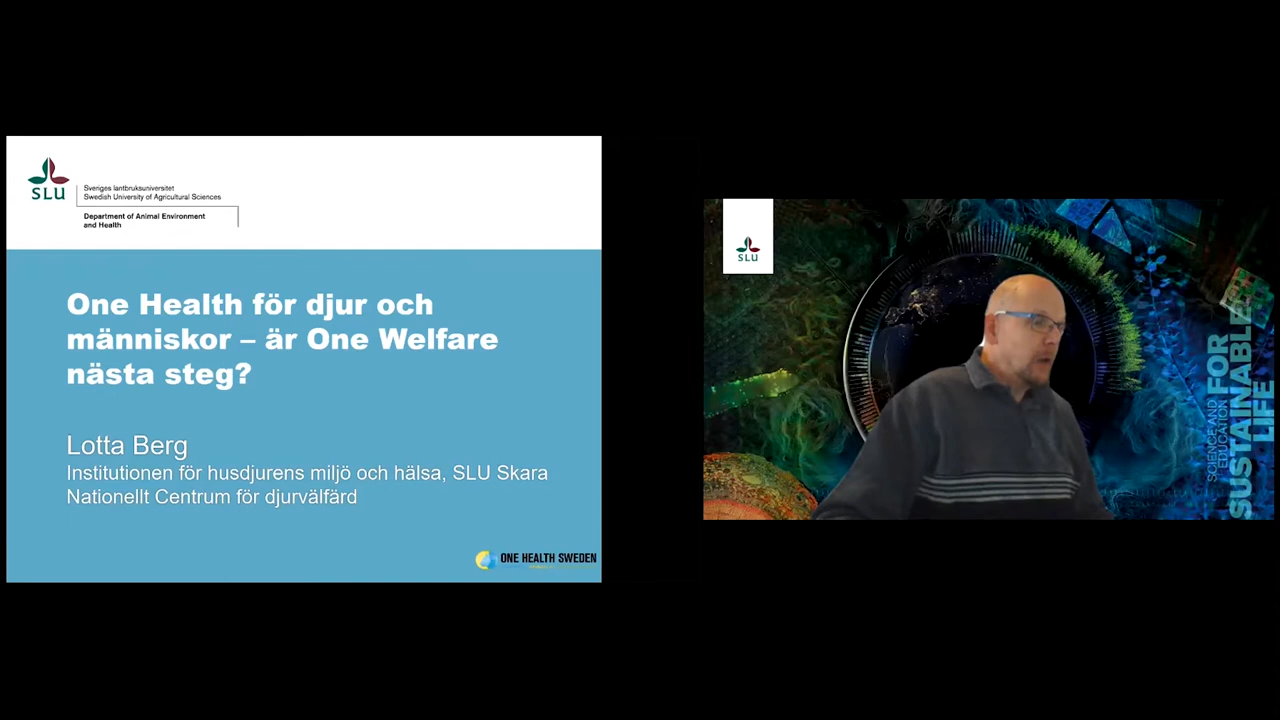 SLU
Sveriges lantbruksuniversitet
Swedish University of Agricultural Sciences
Department of Animal Environment
and Health
One Health för djur och
människor – är One Welfare
nästa steg?
Lotta Berg
Institutionen för husdjurens miljö och hälsa, SLU Skara
Nationellt Centrum för djurvälfärd
ONE HEALTH SWEDEN
SLU
SCIENCE AND
EDUCATION
FOR
SUSTAINABLE
LIFE